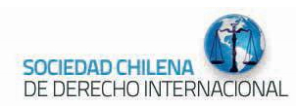 SOCIEDAD CHILENA
DE DERECHO INTERNACIONAL